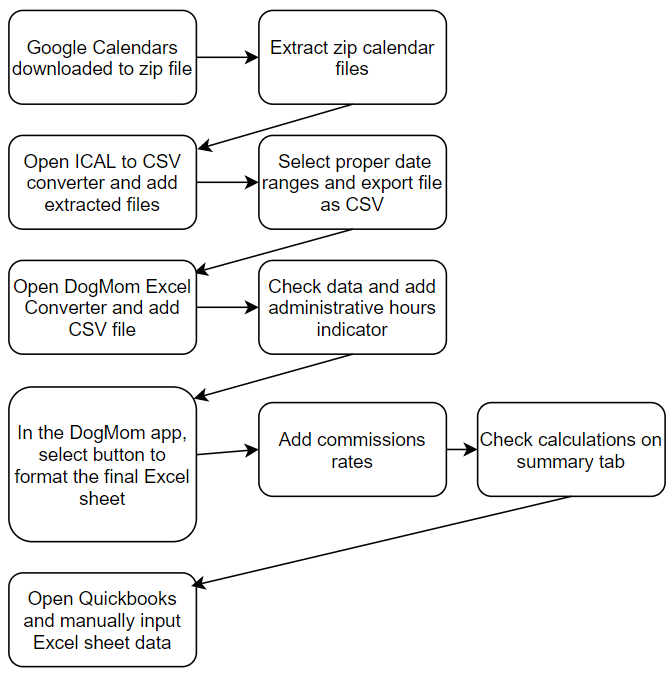 Google Calendars
downloaded to zip file
Extract zip calendar
files
Open ICAL to CSV
converter and add
extracted files
Select proper date
ranges and export file
as CSV
Open DogMom Excel
Converter and add
CSV file
Check data and add
administrative hours
indicator
In the DogMom app,
select button to
format the final Excel
sheet
Add commissions
rates
Check calculations on
summary tab
Open Quickbooks
and manually input
Excel sheet data